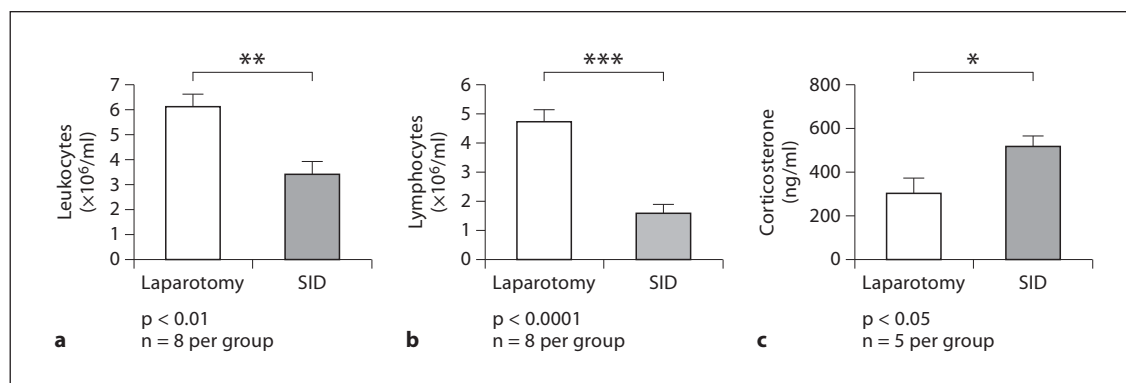 **
7
6
5
4
3
2
1
0
Leukocytes
(×10⁶/ml)
Laparotomy SID
p < 0.01
a n = 8 per group
***
6
5
4
3
2
1
0
Lymphocytes
(×10⁶/ml)
Laparotomy SID
p < 0.0001
b n = 8 per group
*
800
600
400
200
0
Corticosterone
(ng/ml)
Laparotomy SID
p < 0.05
c n = 5 per group